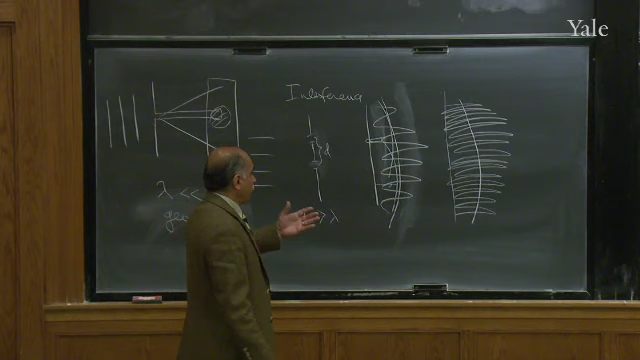 Yale
Interference
d
λ <<
λ